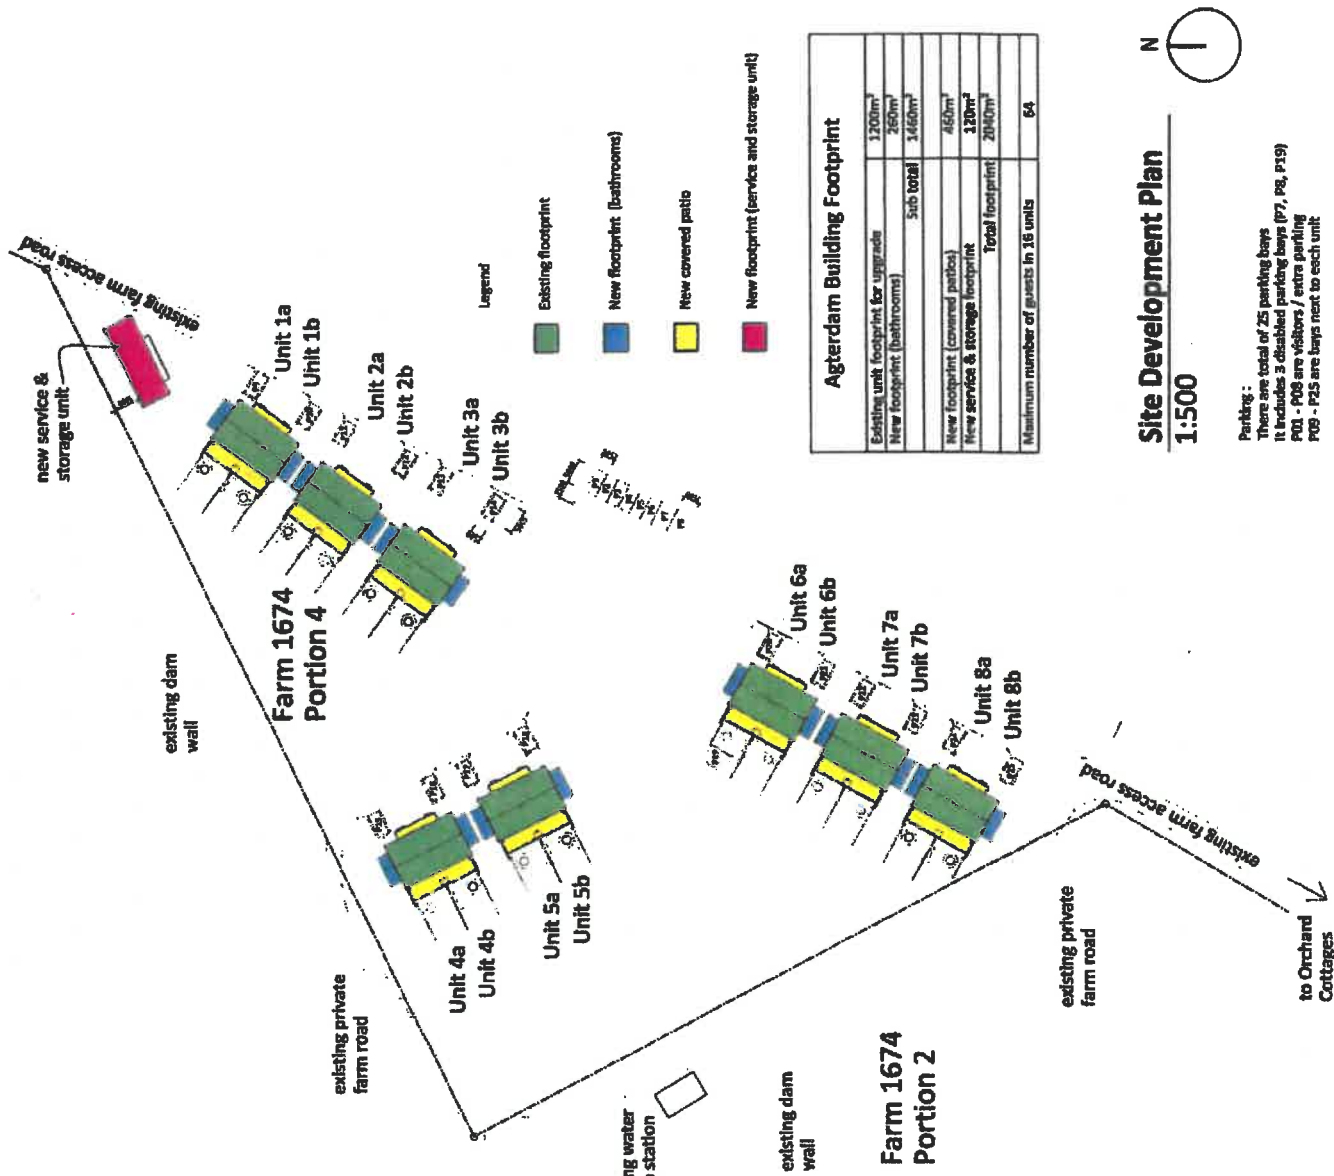 existing farm access road
new service &
storage unit
Unit 1a
Unit 1b
Unit 2a
Unit 2b
Unit 3a
Unit 3b
existing dam
wall
Farm 1674
Portion 4
existing private
farm road
Unit 4a
Unit 4b
Unit 5a
Unit 5b
Unit 6a
Unit 6b
Unit 7a
Unit 7b
Unit 8a
Unit 8b
ng water
station
existing dam
wall
Farm 1674
Portion 2
existing private
farm road
existing farm access road
to Orchard
Cottages
Legend
Existing flootprint
New flootprint (bathrooms)
New covered patio
New flootprint (service and storage unit)
Agterdam Building Footprint
Existing unit footprint for upgrade 1200m²
New footprint (bathrooms) 260m²
Sub total 1460m²
New footprint (covered patios) 460m²
New service & storage footprint 120m²
Total footprint 2040m²
Maximum number of guests in 16 units 64
Site Development Plan
1:500
N
Parking :
There are total of 25 parking bays
It includes 3 disabled parking bays (P7, P8, P19)
P01 - P08 are visitors / extra parking
P09 - P25 are bays next to each unit